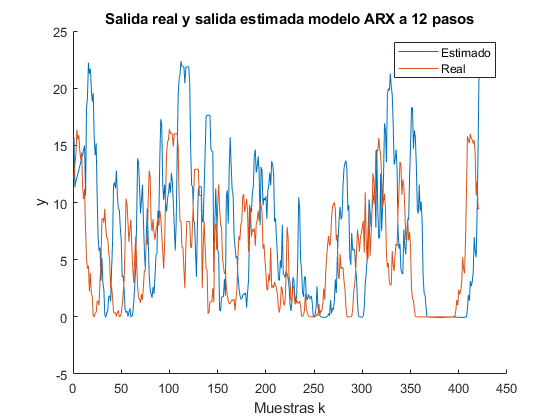 Salida real y salida estimada modelo ARX a 12 pasos
Estimado
Real
25
20
15
10
5
0
-5
y
0 50 100 150 200 250 300 350 400 450
Muestras k